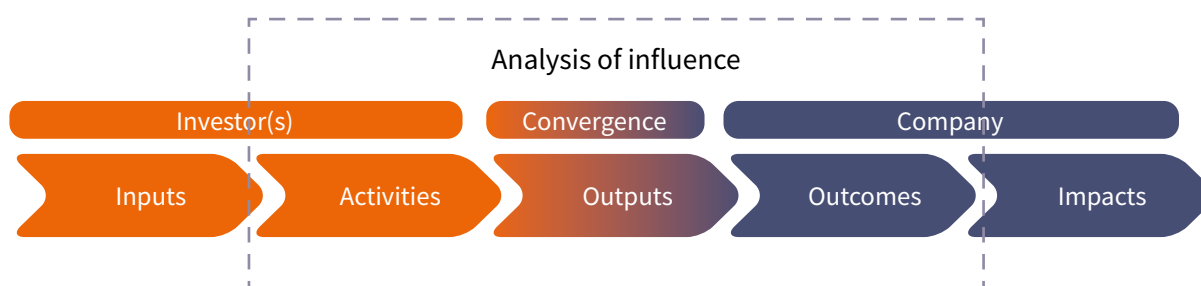 Analysis of influence
Investor(s) Convergence Company
Inputs Activities Outputs Outcomes Impacts